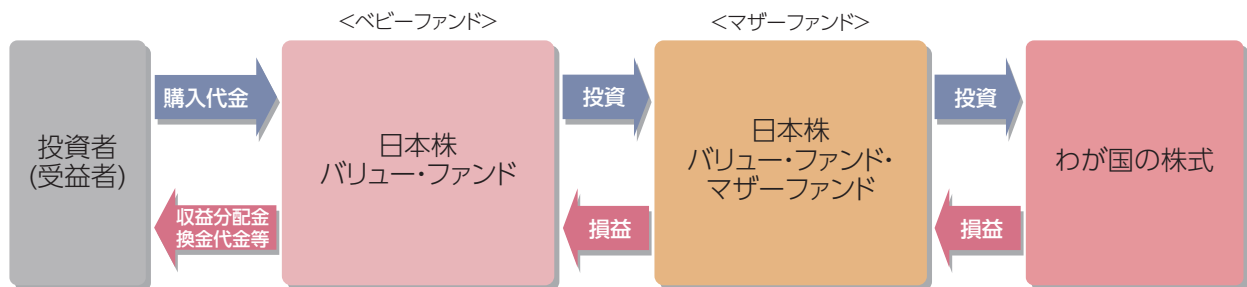 <ベビーファンド>
<マザーファンド>
投資者
(受益者)
購入代金
収益分配金
換金代金等
日本株
バリュー・ファンド
投資
損益
日本株
バリュー・ファンド・
マザーファンド
投資
損益
わが国の株式